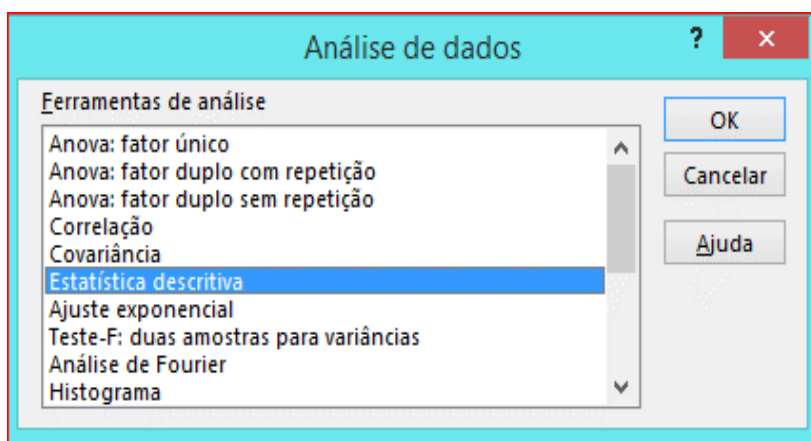 Análise de dados
?
×
Ferramentas de análise
Anova: fator único
Anova: fator duplo com repetição
Anova: fator duplo sem repetição
Correlação
Covariância
Estatística descritiva
Ajuste exponencial
Teste-F: duas amostras para variâncias
Análise de Fourier
Histograma
OK
Cancelar
Ajuda